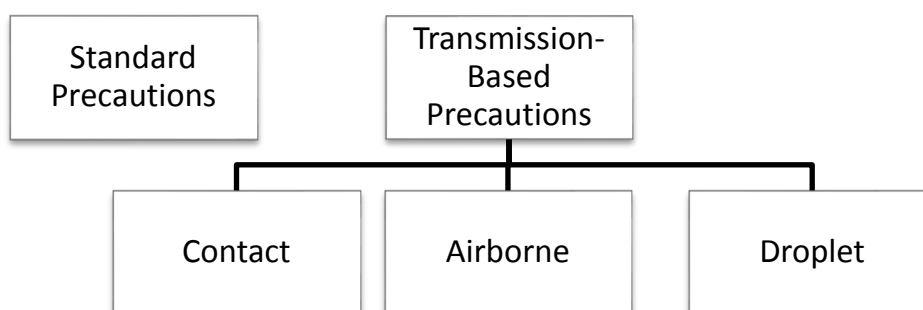 Standard
Precautions
Transmission-
Based
Precautions
Contact
Airborne
Droplet